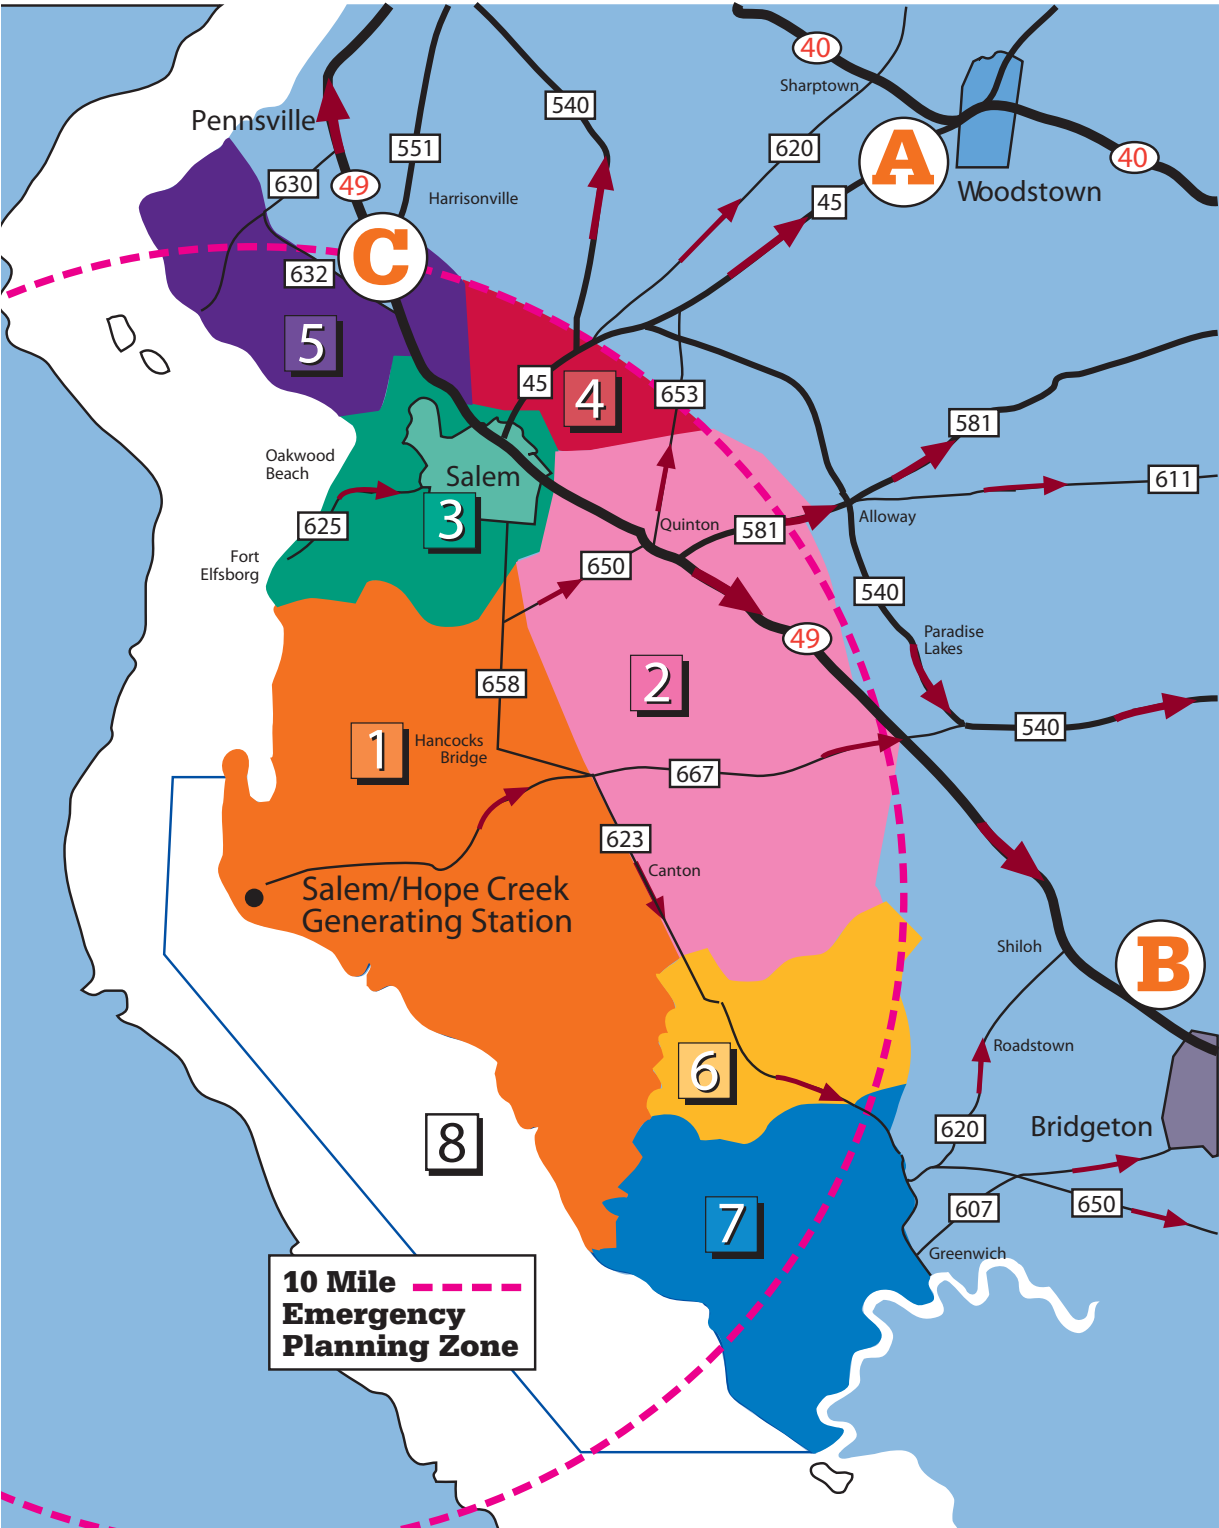 40
Sharptown
540
Pennsville
551
620
A
40
630
49
45
Woodstown
Harrisonville
C
632
5
45
4
653
581
Oakwood
Beach
Salem
611
3
625
Quinton
581
Alloway
Fort
Elfsborg
650
540
49
Paradise
Lakes
2
658
540
1
Hancocks
Bridge
667
623
Canton
Salem/Hope Creek
Generating Station
Shiloh
B
Roadstown
6
620
Bridgeton
8
650
607
7
Greenwich
10 Mile
Emergency
Planning Zone